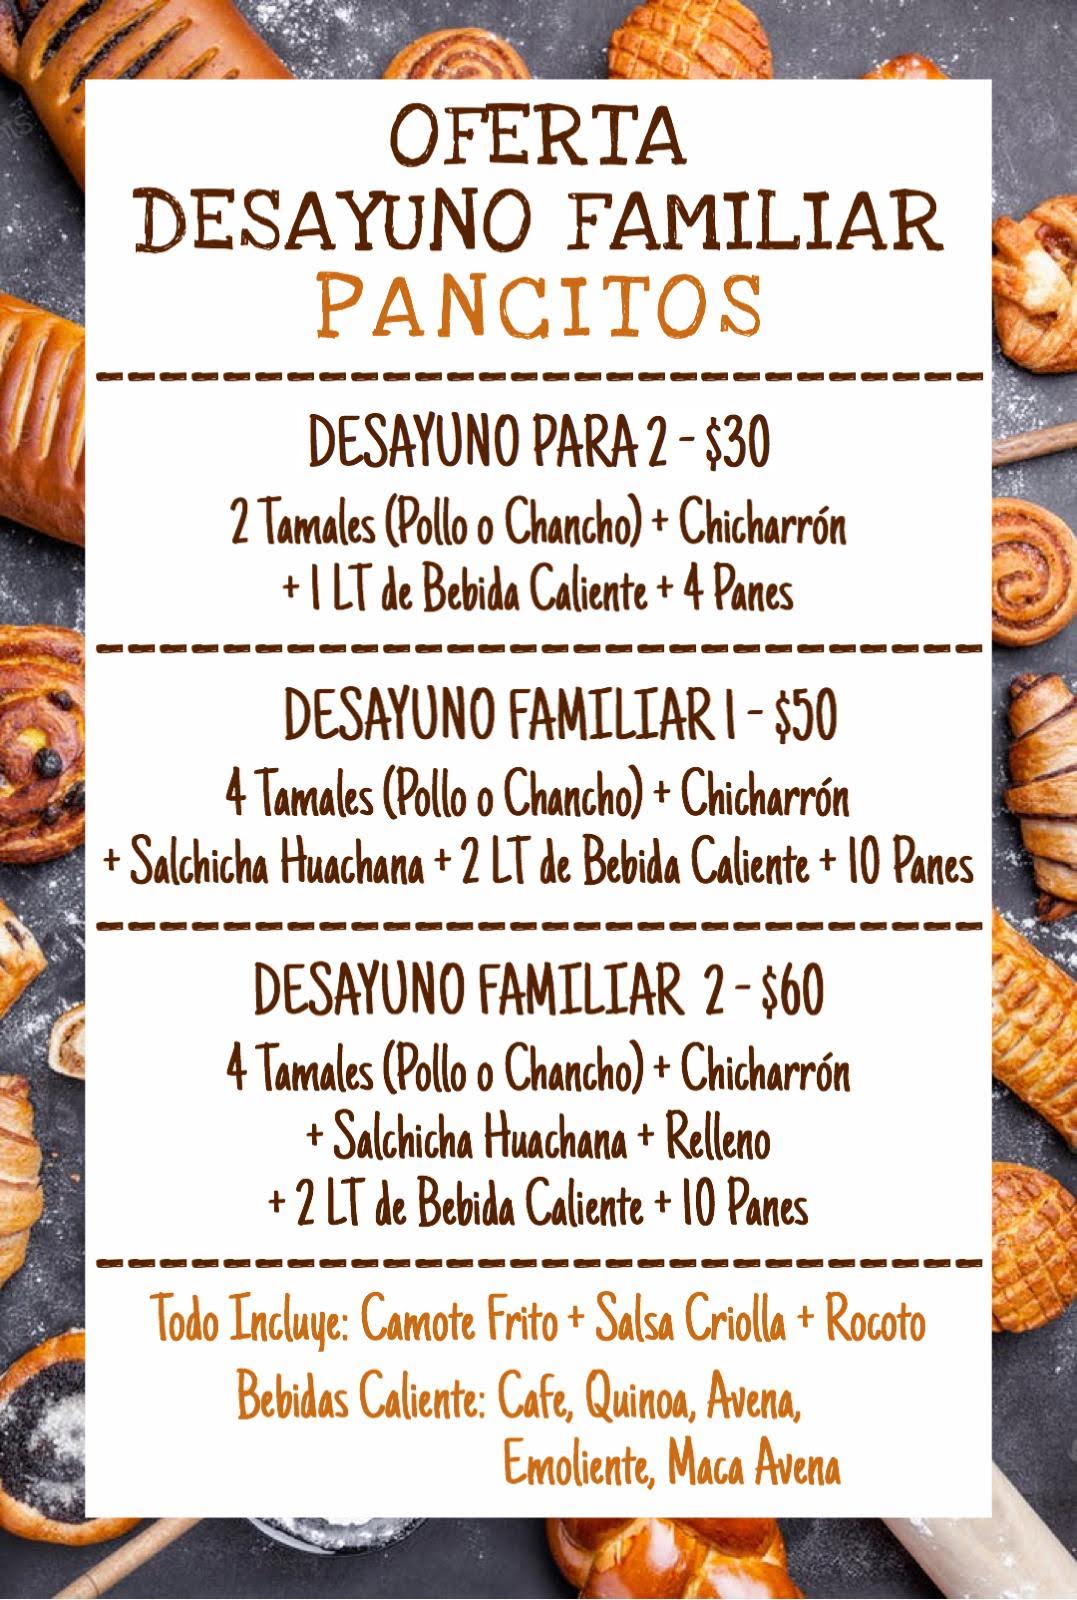 OFERTA
DESAYUNO FAMILIAR
PANCITOS
DESAYUNO PARA 2 - $30
2 Tamales (Pollo o Chancho) + Chicharrón
+ 1 LT de Bebida Caliente + 4 Panes
DESAYUNO FAMILIAR 1 - $50
4 Tamales (Pollo o Chancho) + Chicharrón
+ Salchicha Huachana + 2 LT de Bebida Caliente + 10 Panes
DESAYUNO FAMILIAR 2 - $60
4 Tamales (Pollo o Chancho) + Chicharrón
+ Salchicha Huachana + Relleno
+ 2 LT de Bebida Caliente + 10 Panes
Todo Incluye: Camote Frito + Salsa Criolla + Rocoto
Bebidas Caliente: Cafe, Quinoa, Avena,
Emoliente, Maca Avena